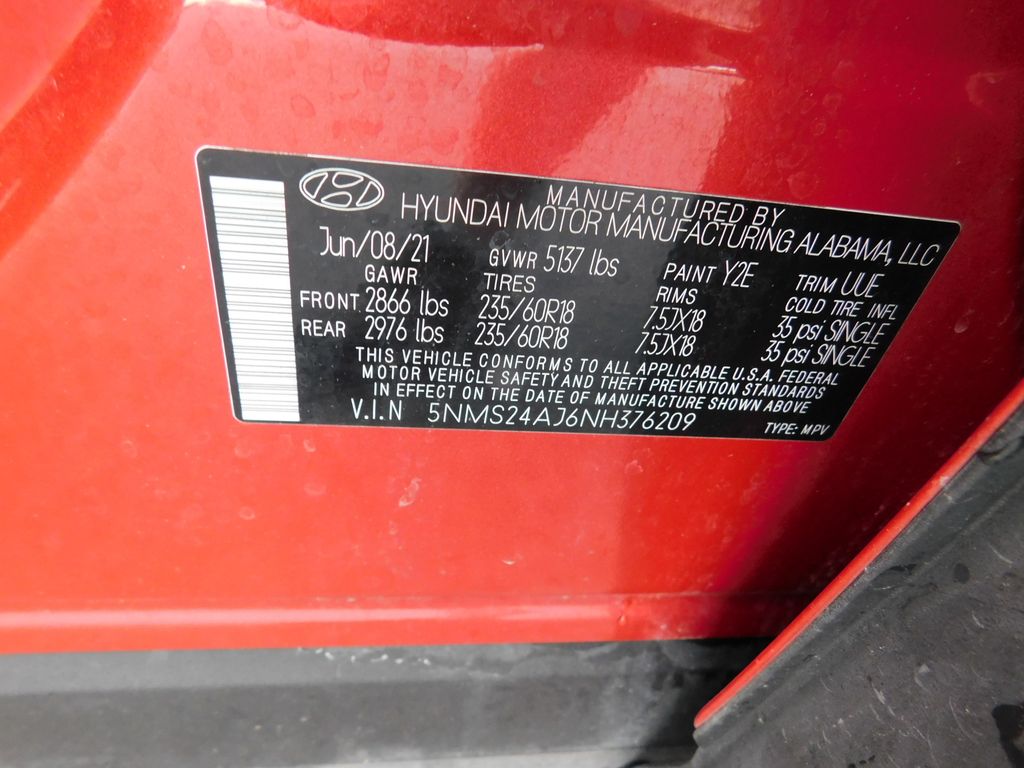 MANUFACTURED BY
HYUNDAI MOTOR MANUFACTURING ALABAMA, LLC
Jun/08/21 GVWR 5137 lbs PAINT Y2E TRIM UUE
GAWR TIRES RIMS COLD TIRE INFL
FRONT 2866 lbs 235/60R18 7.5JX18 35 psi SINGLE
REAR 2976 lbs 235/60R18 7.5JX18 35 psi SINGLE
THIS VEHICLE CONFORMS TO ALL APPLICABLE U.S.A. FEDERAL
MOTOR VEHICLE SAFETY AND THEFT PREVENTION STANDARDS
IN EFFECT ON THE DATE OF MANUFACTURE SHOWN ABOVE
V.I.N 5NMS24AJ6NH376209 TYPE: MPV